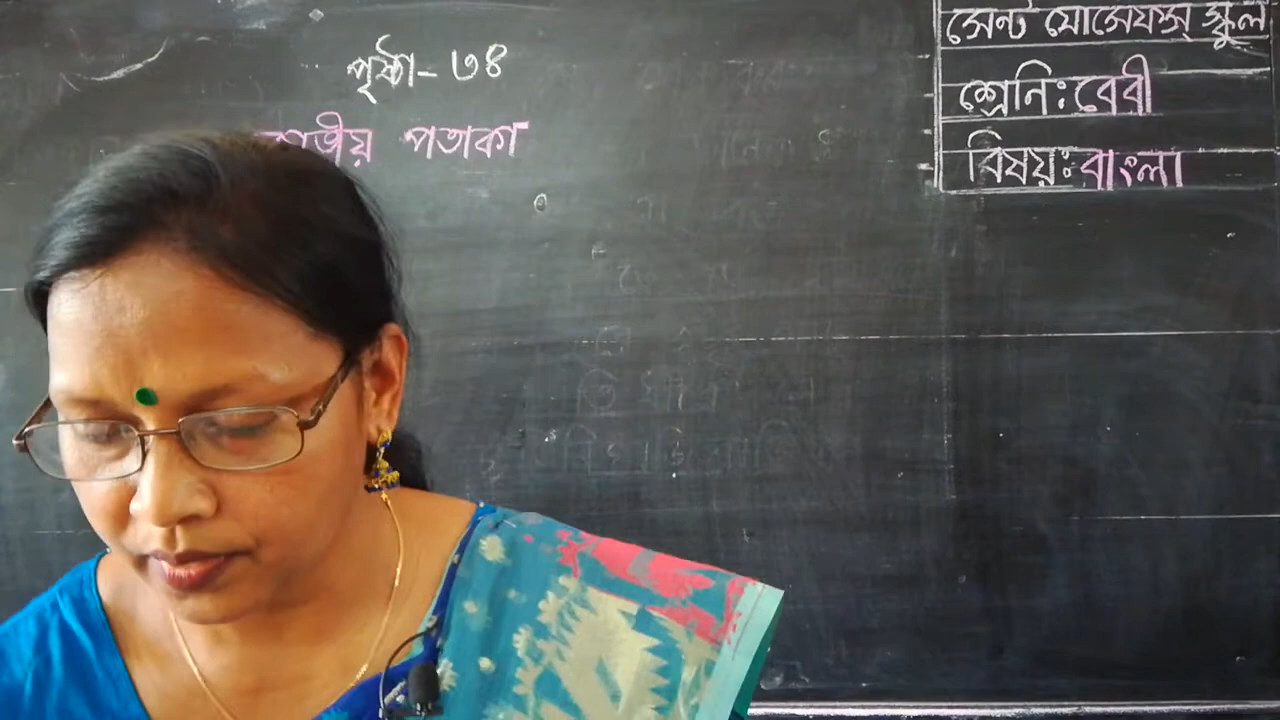 পৃষ্ঠা- ৩৪
পতাকা
সেন্ট যোসেফস্ স্কুল
শ্রেনি: বেবী
বিষয়: বাংলা